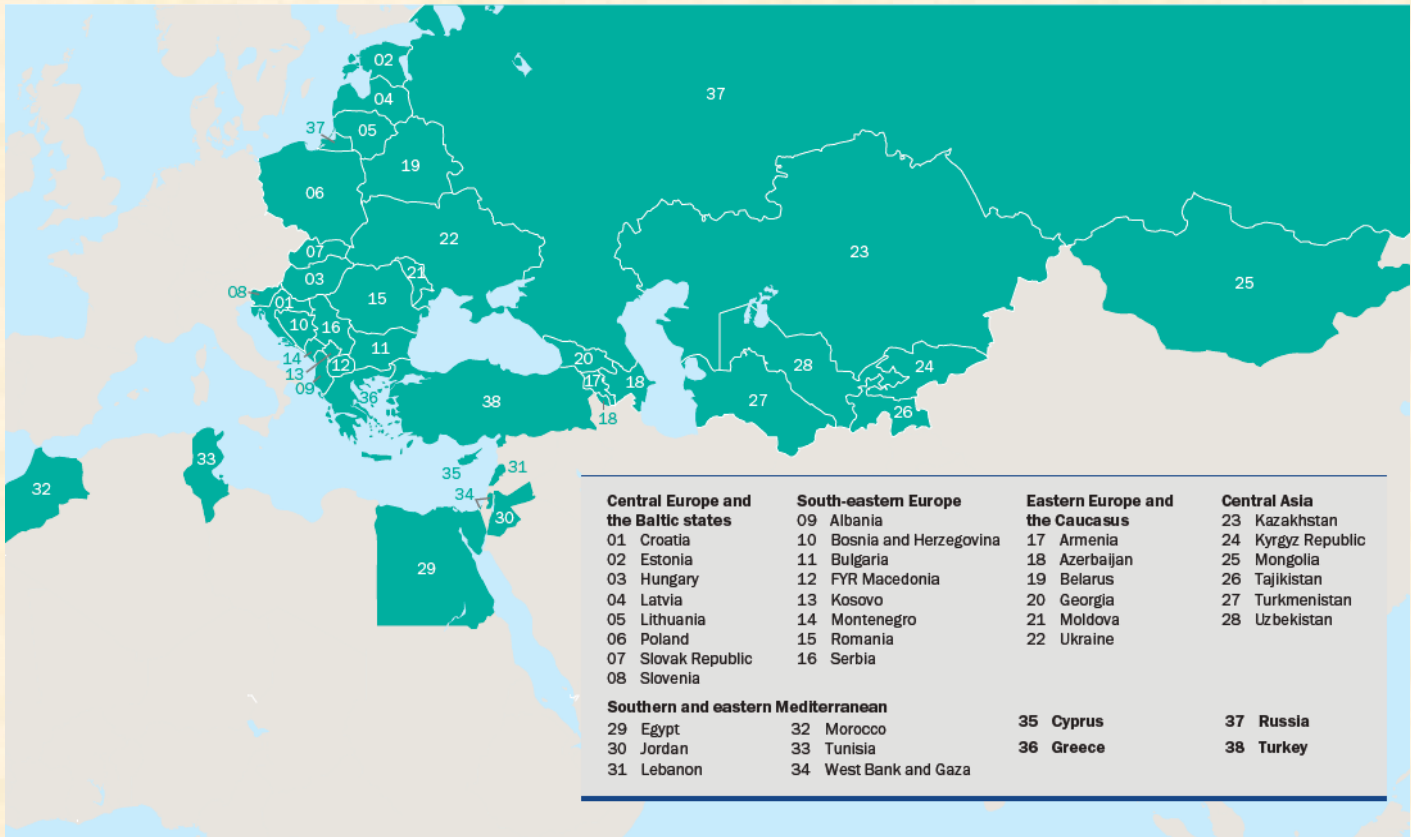 02
37
04
37
05
19
06
22
07
23
21
03
25
08
01
15
10
16
11
14
20
12
28
24
13
17
18
09
36
38
27
26
18
33
35
31
32
34
30
29
Central Europe and
the Baltic states
01 Croatia
02 Estonia
03 Hungary
04 Latvia
05 Lithuania
06 Poland
07 Slovak Republic
08 Slovenia
South-eastern Europe
09 Albania
10 Bosnia and Herzegovina
11 Bulgaria
12 FYR Macedonia
13 Kosovo
14 Montenegro
15 Romania
16 Serbia
Eastern Europe and
the Caucasus
17 Armenia
18 Azerbaijan
19 Belarus
20 Georgia
21 Moldova
22 Ukraine
Central Asia
23 Kazakhstan
24 Kyrgyz Republic
25 Mongolia
26 Tajikistan
27 Turkmenistan
28 Uzbekistan
Southern and eastern Mediterranean
29 Egypt
30 Jordan
31 Lebanon
32 Morocco
33 Tunisia
34 West Bank and Gaza
35 Cyprus
36 Greece
37 Russia
38 Turkey